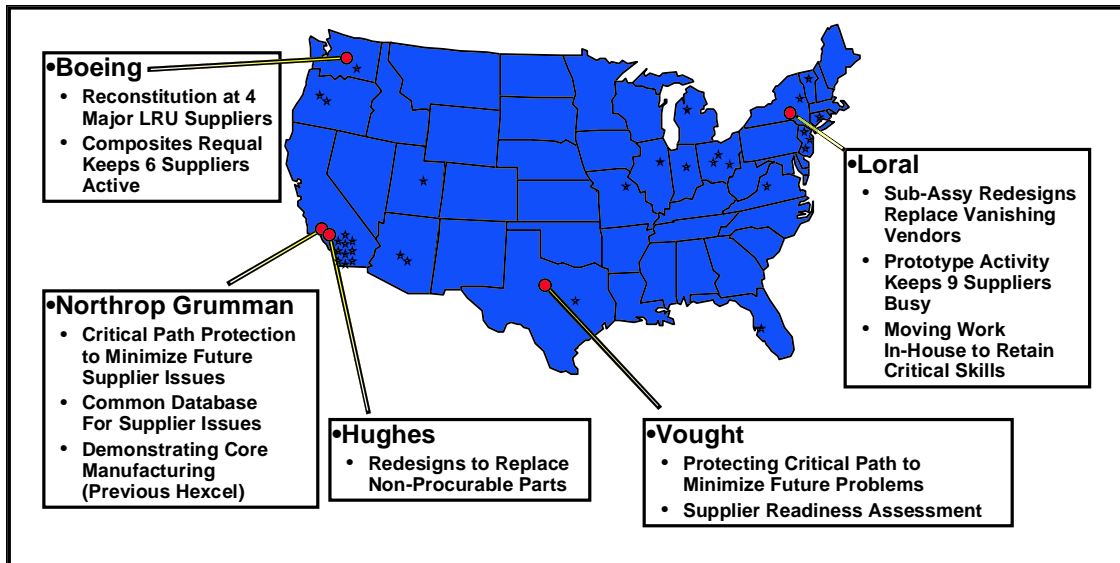 •Boeing
• Reconstitution at 4
Major LRU Suppliers
• Composites Requal
Keeps 6 Suppliers
Active
•Northrop Grumman
• Critical Path Protection
to Minimize Future
Supplier Issues
• Common Database
For Supplier Issues
• Demonstrating Core
Manufacturing
(Previous Hexcel)
•Hughes
• Redesigns to Replace
Non-Procurable Parts
•Vought
• Protecting Critical Path to
Minimize Future Problems
• Supplier Readiness Assessment
•Loral
• Sub-Assy Redesigns
Replace Vanishing
Vendors
• Prototype Activity
Keeps 9 Suppliers
Busy
• Moving Work
In-House to Retain
Critical Skills